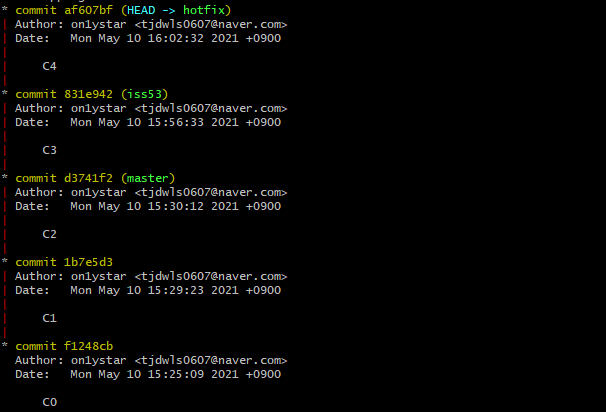 * commit af607bf (HEAD -> hotfix)
| Author: on1ystar <tjdwls0607@naver.com>
| Date:   Mon May 10 16:02:32 2021 +0900
|
|     C4
|
* commit 831e942 (iss53)
| Author: on1ystar <tjdwls0607@naver.com>
| Date:   Mon May 10 15:56:33 2021 +0900
|
|     C3
|
* commit d3741f2 (master)
| Author: on1ystar <tjdwls0607@naver.com>
| Date:   Mon May 10 15:30:12 2021 +0900
|
|     C2
|
* commit 1b7e5d3
| Author: on1ystar <tjdwls0607@naver.com>
| Date:   Mon May 10 15:29:23 2021 +0900
|
|     C1
|
* commit f1248cb
  Author: on1ystar <tjdwls0607@naver.com>
  Date:   Mon May 10 15:25:09 2021 +0900

      C0